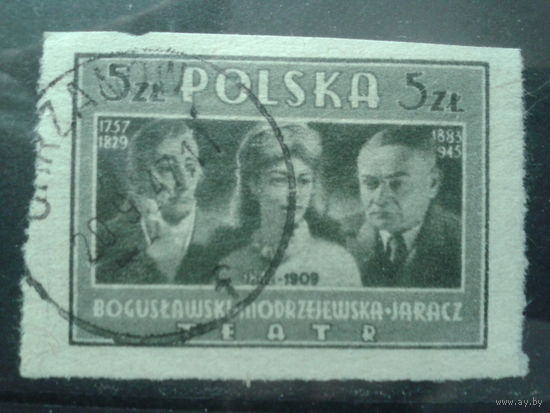 5 ZŁ POLSKA 5 ZŁ
1757 1883
1829 1945
1909
BOGUSŁAWSKI · MODRZEJEWSKA · JARACZ
TEATR
www.ay.by